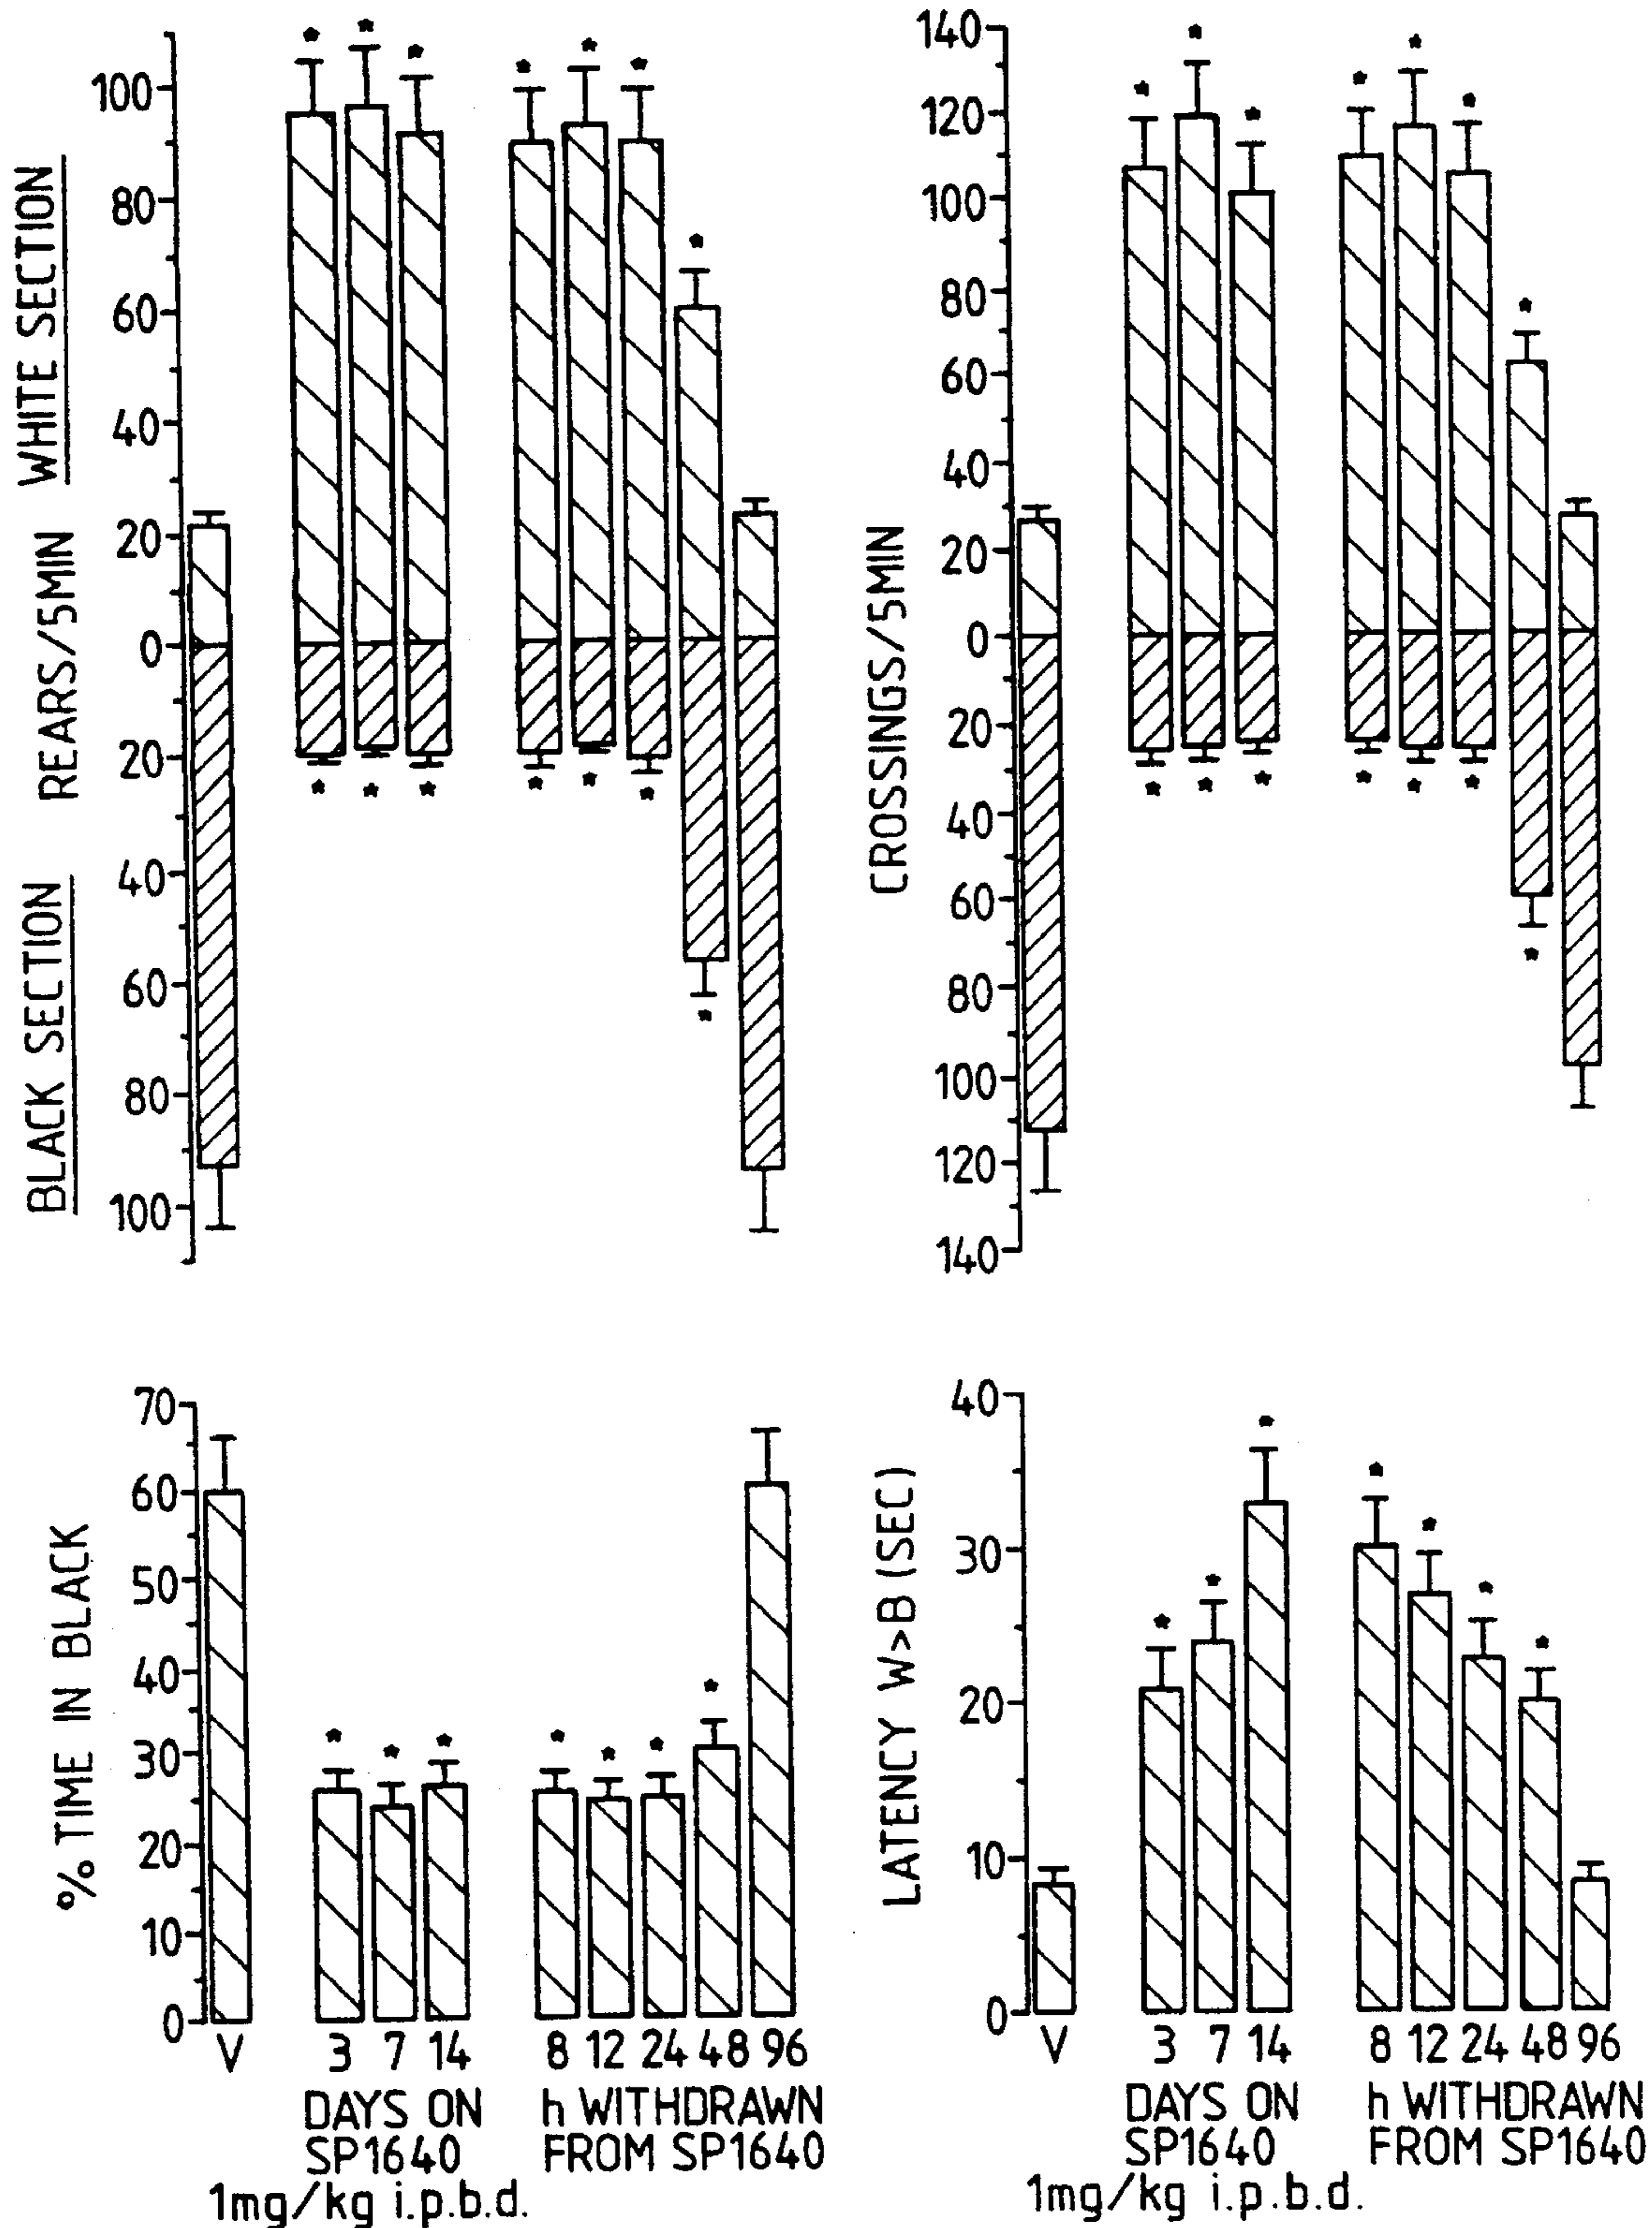 WHITE SECTION
BLACK SECTION
REARS/5MIN
100
80
60
40
20
0
20
40
60
80
100
CROSSINGS/5MIN
140
120
100
80
60
40
20
0
20
40
60
80
100
120
140
% TIME IN BLACK
70
60
50
40
30
20
10
0
V
3 7 14
8 12 24 48 96
DAYS ON
SP1640
1mg/kg i.p.b.d.
h WITHDRAWN
FROM SP1640
LATENCY W>B (SEC)
40
30
20
10
0
V
3 7 14
8 12 24 48 96
DAYS ON
SP1640
1mg/kg i.p.b.d.
h WITHDRAWN
FROM SP1640